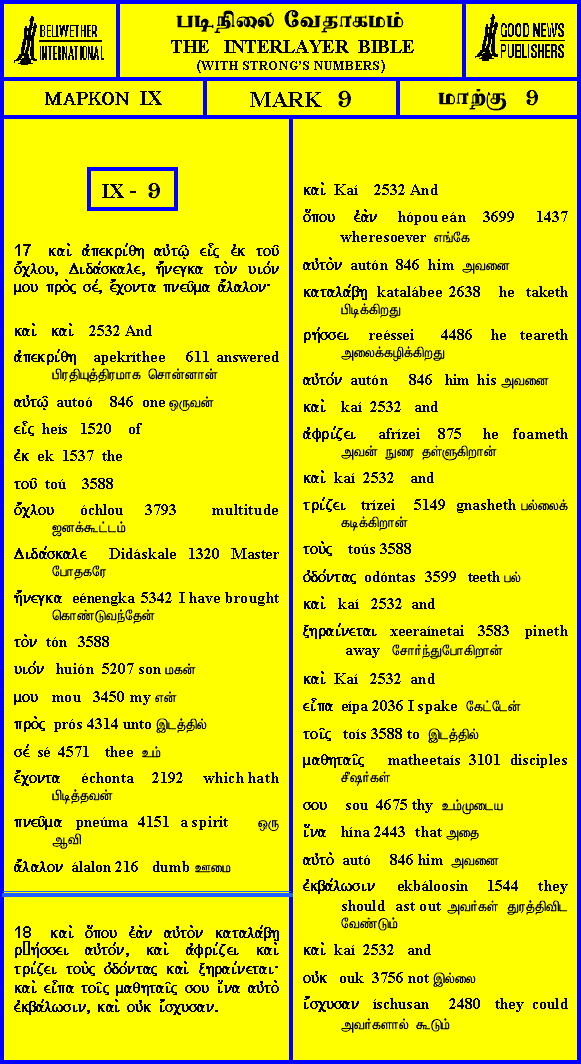 BELLWETHER
INTERNATIONAL
படிநிலை வேதாகமம்
THE INTERLAYER BIBLE
(WITH STRONG'S NUMBERS)
GOOD NEWS
PUBLISHERS
ΜΑΡΚΟΝ IX
MARK 9
மாற்கு 9
IX - 9
17 καὶ ἀπεκρίθη αὐτῷ εἷς ἐκ τοῦ
ὄχλου, Διδάσκαλε, ἤνεγκα τὸν υἱόν
μου πρὸς σέ, ἔχοντα πνεῦμα ἄλαλον·
καὶ καὶ 2532 And
ἀπεκρίθη apekríthee 611 answered
பிரதியுத்திரமாக சொன்னான்
αὐτῷ autoó 846 one ஒருவன்
εἷς heís 1520 of
ἐκ ek 1537 the
τοῦ toú 3588
ὄχλου óchlou 3793 multitude
ஜனக்கூட்டம்
Διδάσκαλε Didáskale 1320 Master
போதகரே
ἤνεγκα eénengka 5342 I have brought
கொண்டுவந்தேன்
τὸν tón 3588
υιόν huión 5207 son மகன்
μου mou 3450 my என்
πρὸς prós 4314 unto இடத்தில்
σέ sé 4571 thee உம்
ἔχοντα échonta 2192 which hath
பிடித்தவன்
πνεῦμα pneúma 4151 a spirit ஒரு
ஆவி
ἄλαλον álalon 216 dumb ஊமை
18 καὶ ὅπου ἐὰν αὐτὸν καταλάβῃ
ρ▯ήσσει αὐτόν, καὶ ἀφρίζει καὶ
τρίζει τοὺς ὀδόντας καὶ ξηραίνεται·
καὶ εἶπα τοῖς μαθηταῖς σου ἵνα αὐτὸ
ἐκβάλωσιν, καὶ οὐκ ἴσχυσαν.
καὶ Kaí 2532 And
ὅπου ἐὰν hópou eán 3699 1437
wheresoever எங்கே
αὐτὸν autón 846 him அவனை
καταλάβῃ katalábee 2638 he taketh
பிடிக்கிறது
ρήσσει reéssei 4486 he teareth
அலைக்கழிக்கிறது
αὐτόν autón 846 him his அவனை
καὶ kaí 2532 and
ἀφρίζει afrízei 875 he foameth
அவன் நுரை தள்ளுகிறான்
καὶ kaí 2532 and
τρίζει trízei 5149 gnasheth பல்லைக்
கடிக்கிறான்
τοὺς toús 3588
ὀδόντας odóntas 3599 teeth பல்
καὶ kaí 2532 and
ξηραίνεται xeeraínetai 3583 pineth
away சோர்ந்துபோகிறான்
καὶ Kaí 2532 and
εἶπα eípa 2036 I spake கேட்டேன்
τοῖς toís 3588 to இடத்தில்
μαθηταῖς matheetaís 3101 disciples
சீஷர்கள்
σου sou 4675 thy உம்முடைய
ἵνα hína 2443 that அதை
αὐτὸ autó 846 him அவனை
ἐκβάλωσιν ekbáloosin 1544 they
should ast out அவர்கள் துரத்திவிட
வேண்டும்
καὶ kaí 2532 and
οὐκ ouk 3756 not இல்லை
ἴσχυσαν íschusan 2480 they could
அவர்களால் கூடும்